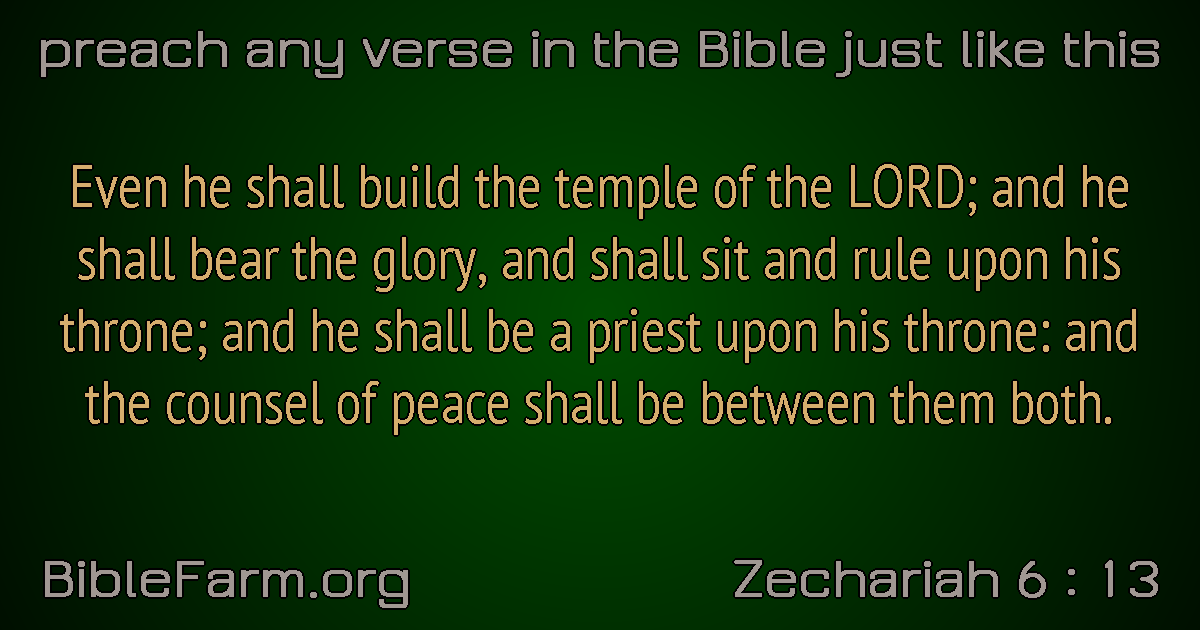 preach any verse in the Bible just like this
Even he shall build the temple of the LORD; and he
shall bear the glory, and shall sit and rule upon his
throne; and he shall be a priest upon his throne: and
the counsel of peace shall be between them both.
BibleFarm.org
Zechariah 6 : 13